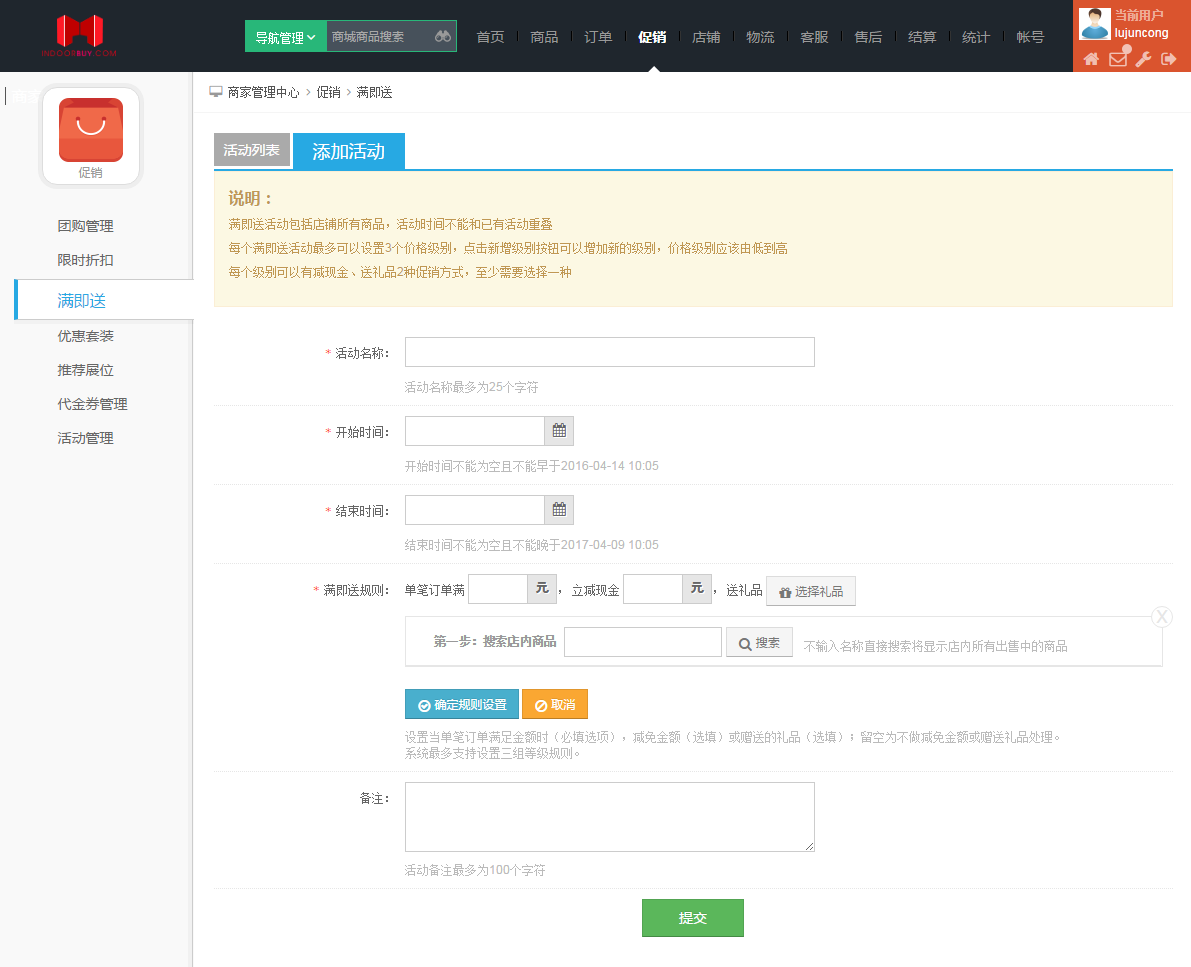 INDOORBUY.COM
导航管理
商城商品搜索
首页
商品
订单
促销
店铺
物流
客服
售后
结算
统计
帐号
当前用户
lujuncong
促销
团购管理
限时折扣
满即送
优惠套装
推荐展位
代金券管理
活动管理
商家管理中心 > 促销 > 满即送
活动列表
添加活动
说明：
满即送活动包括店铺所有商品，活动时间不能和已有活动重叠
每个满即送活动最多可以设置3个价格级别，点击新增级别按钮可以增加新的级别，价格级别应该由低到高
每个级别可以有减现金、送礼品2种促销方式，至少需要选择一种
* 活动名称：
活动名称最多为25个字符
* 开始时间：
开始时间不能为空且不能早于2016-04-14 10:05
* 结束时间：
结束时间不能为空且不能晚于2017-04-09 10:05
* 满即送规则： 单笔订单满 元 ，立减现金 元 ，送礼品 选择礼品
X
第一步：搜索店内商品 搜索 不输入名称直接搜索将显示店内所有出售中的商品
确定规则设置 取消
设置当单笔订单满足金额时（必填选项），减免金额（选填）或赠送的礼品（选填）；留空为不做减免金额或赠送礼品处理。
系统最多支持设置三组等级规则。
备注：
活动备注最多为100个字符
提交